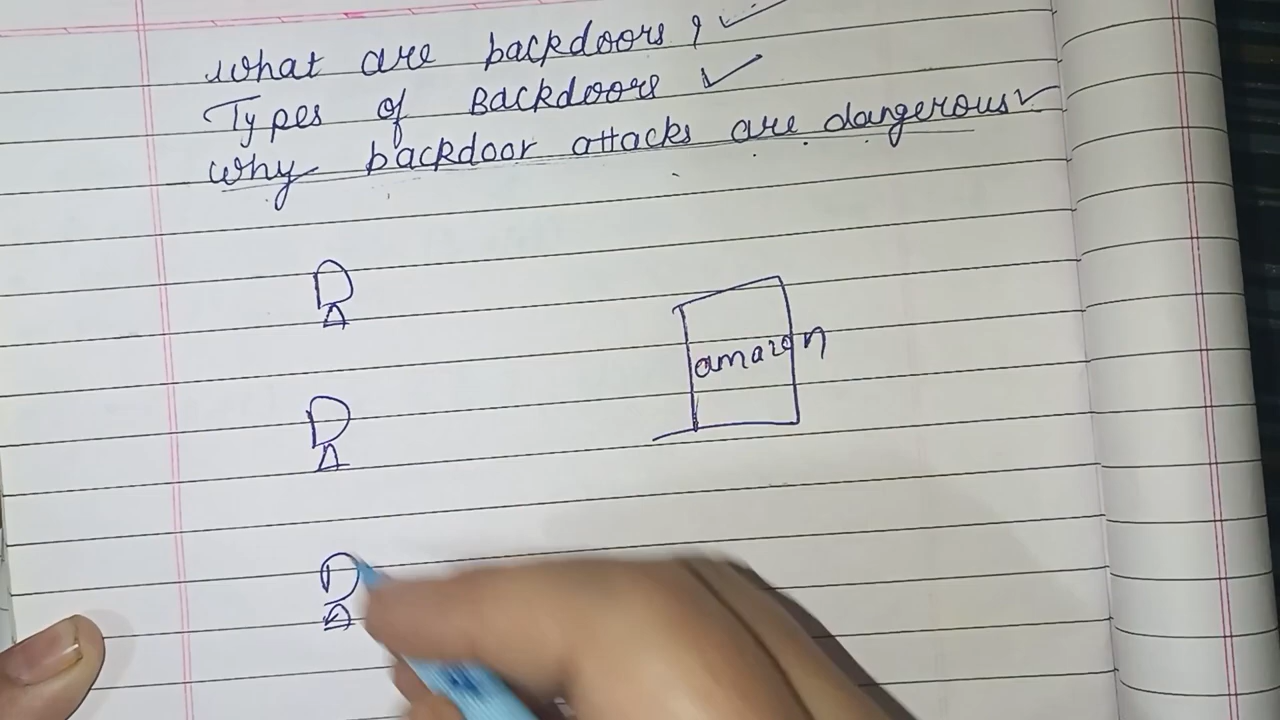 what are backdoors ?
Types of Backdoors
why backdoor attacks are dangerous
amazon